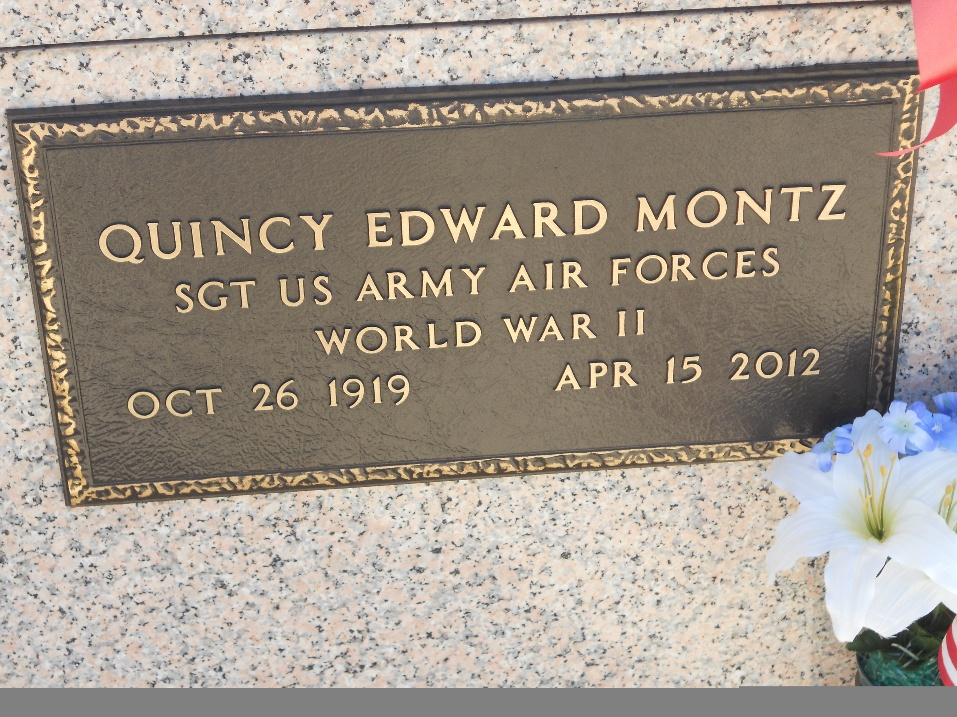 QUINCY EDWARD MONTZ
SGT US ARMY AIR FORCES
WORLD WAR II
OCT 26 1919 APR 15 2012